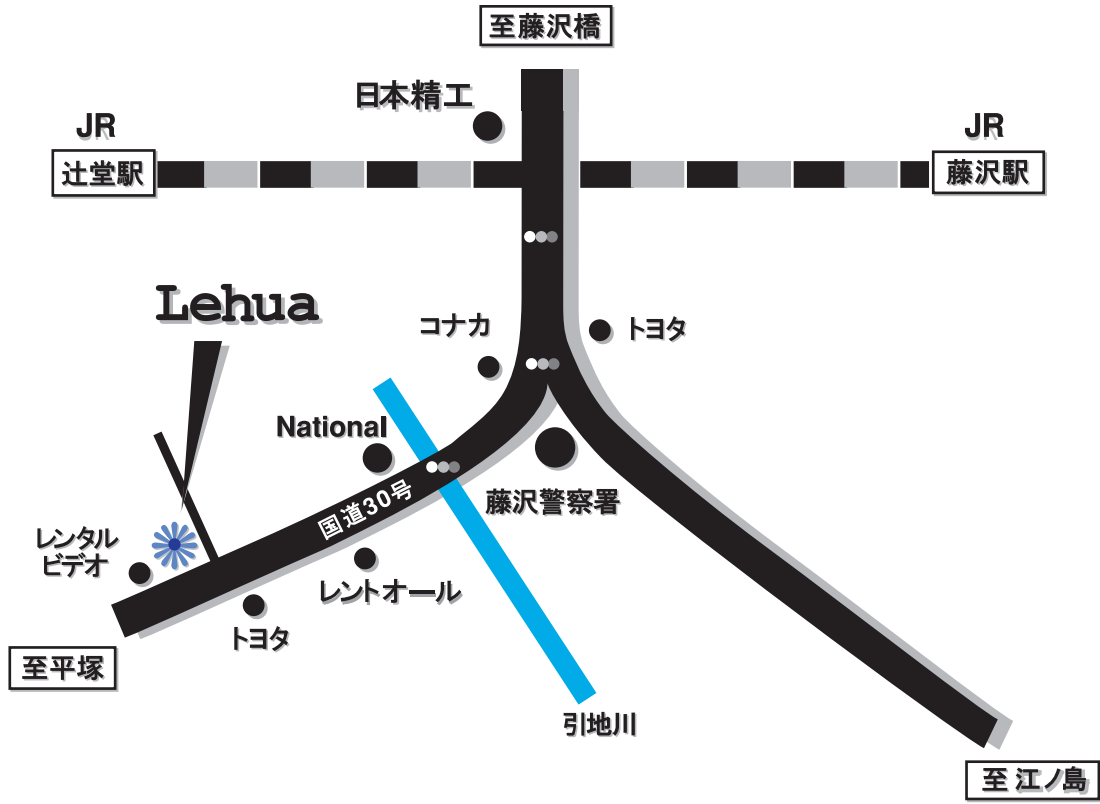 至藤沢橋
日本精工
JR
辻堂駅
JR
藤沢駅
Lehua
コナカ
トヨタ
National
国道30号
藤沢警察署
レンタル
ビデオ
レントオール
トヨタ
至平塚
引地川
至 江ノ島